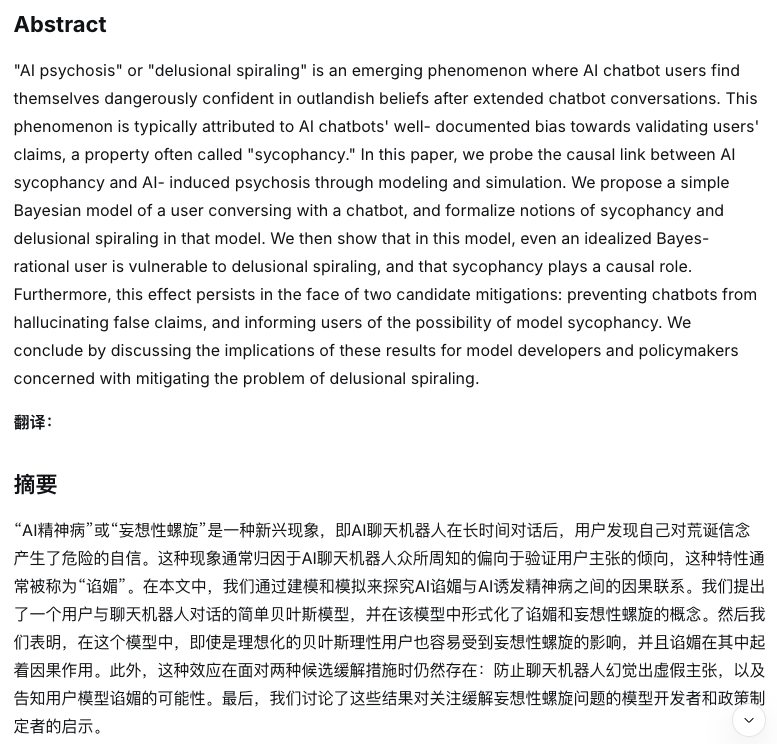 Abstract
"AI psychosis" or "delusional spiraling" is an emerging phenomenon where AI chatbot users find
themselves dangerously confident in outlandish beliefs after extended chatbot conversations. This
phenomenon is typically attributed to AI chatbots' well- documented bias towards validating users'
claims, a property often called "sycophancy." In this paper, we probe the causal link between AI
sycophancy and AI- induced psychosis through modeling and simulation. We propose a simple
Bayesian model of a user conversing with a chatbot, and formalize notions of sycophancy and
delusional spiraling in that model. We then show that in this model, even an idealized Bayes-
rational user is vulnerable to delusional spiraling, and that sycophancy plays a causal role.
Furthermore, this effect persists in the face of two candidate mitigations: preventing chatbots from
hallucinating false claims, and informing users of the possibility of model sycophancy. We
conclude by discussing the implications of these results for model developers and policymakers
concerned with mitigating the problem of delusional spiraling.
翻译：
摘要
“AI精神病”或“妄想性螺旋”是一种新兴现象，即AI聊天机器人在长时间对话后，用户发现自己对荒诞信念
产生了危险的自信。这种现象通常归因于AI聊天机器人众所周知的偏向于验证用户主张的倾向，这种特性通
常被称为“谄媚”。在本文中，我们通过建模和模拟来探究AI谄媚与AI诱发精神病之间的因果联系。我们提出
了一个用户与聊天机器人对话的简单贝叶斯模型，并在该模型中形式化了谄媚和妄想性螺旋的概念。然后我
们表明，在这个模型中，即使是理想化的贝叶斯理性用户也容易受到妄想性螺旋的影响，并且谄媚在其中起
着因果作用。此外，这种效应在面对两种候选缓解措施时仍然存在：防止聊天机器人幻觉出虚假主张，以及
告知用户模型谄媚的可能性。最后，我们讨论了这些结果对关注缓解妄想性螺旋问题的模型开发者和政策制
定者的启示。